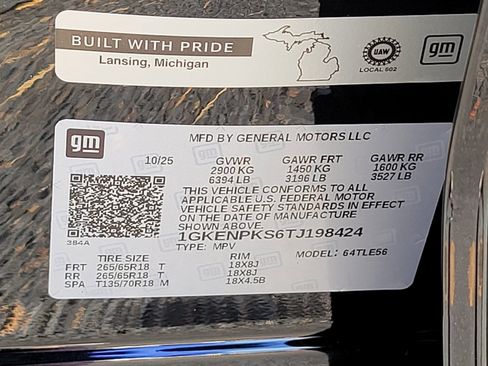 BUILT WITH PRIDE
Lansing, Michigan
UAW
LOCAL 602
gm
gm
MFD BY GENERAL MOTORS LLC
10/25 GVWR GAWR FRT GAWR RR
2900 KG 1450 KG 1600 KG
6394 LB 3196 LB 3527 LB
THIS VEHICLE CONFORMS TO ALL
APPLICABLE U.S. FEDERAL MOTOR
VEHICLE SAFETY STANDARDS IN EFFECT
ON THE DATE OF MANUFACTURE
SHOWN ABOVE.
1GKENPKS6TJ198424
TYPE: MPV MODEL: 64TLE56
384A
TIRE SIZE RIM
FRT 265/65R18 T 18X8J
RR 265/65R18 T 18X8J
SPA T135/70R18 M 18X4.5B